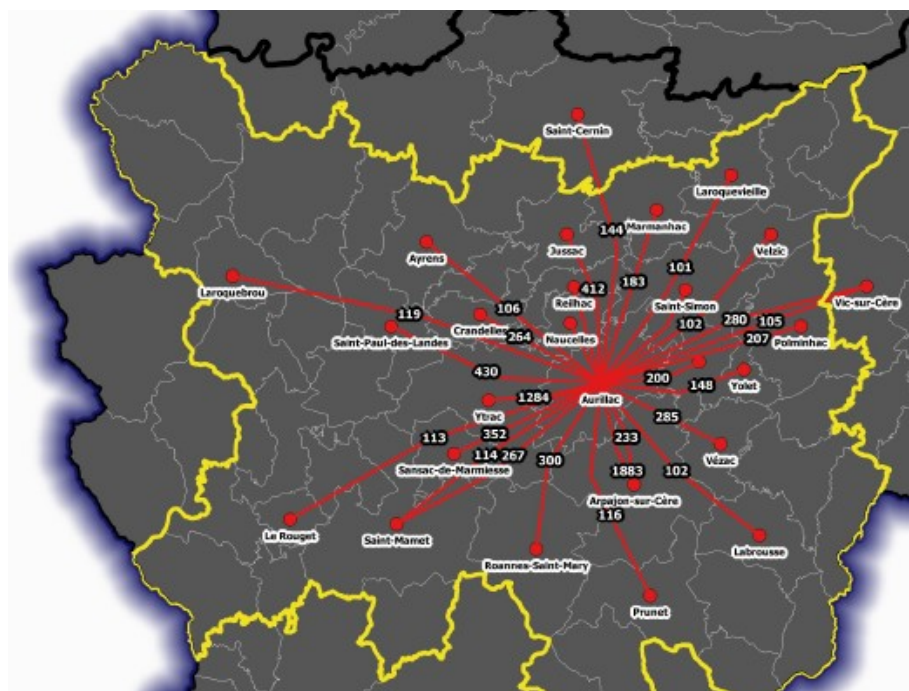 Saint-Cernin
Laroquevieille
Marmanhac
144
Jussac
Velzic
Ayrens
101
183
Laroquebrou
412
Vic-sur-Cère
Reilhac
Saint-Simon
106
119
280
105
102
Crandelles
264
Naucelles
Polminhac
Saint-Paul-des-Landes
207
430
200
148
Yolet
1284
Aurillac
Ytrac
285
113
352
233
114
267
300
Vézac
Sansac-de-Marmiesse
1883
102
Arpajon-sur-Cère
116
Le Rouget
Saint-Mamet
Labrousse
Roannes-Saint-Mary
Prunet